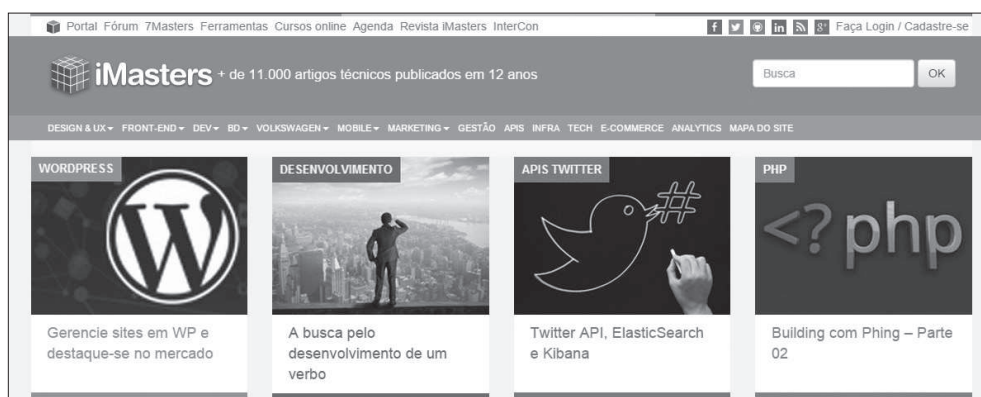 Portal Fórum 7Masters Ferramentas Cursos online Agenda Revista iMasters InterCon
Faça Login / Cadastre-se
iMasters + de 11.000 artigos técnicos publicados em 12 anos
Busca
OK
DESIGN & UX FRONT-END DEV BD VOLKSWAGEN MOBILE MARKETING GESTÃO APIS INFRA TECH E-COMMERCE ANALYTICS MAPA DO SITE
WORDPRESS
Gerencie sites em WP e
destaque-se no mercado
DESENVOLVIMENTO
A busca pelo
desenvolvimento de um
verbo
APIS TWITTER
#
Twitter API, ElasticSearch
e Kibana
PHP
<? php
Building com Phing – Parte
02